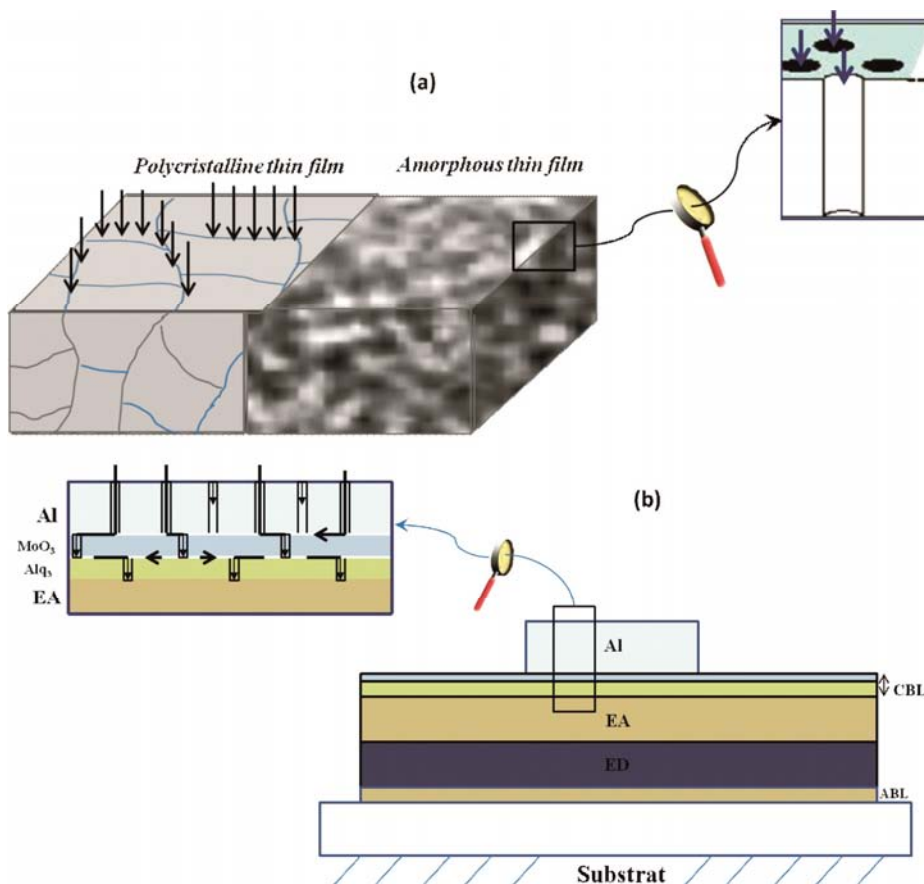 (a)
Polycristalline thin film
Amorphous thin film
(b)
Al
MoO₃
Alq₃
EA
Al
CBL
EA
ED
ABL
Substrat